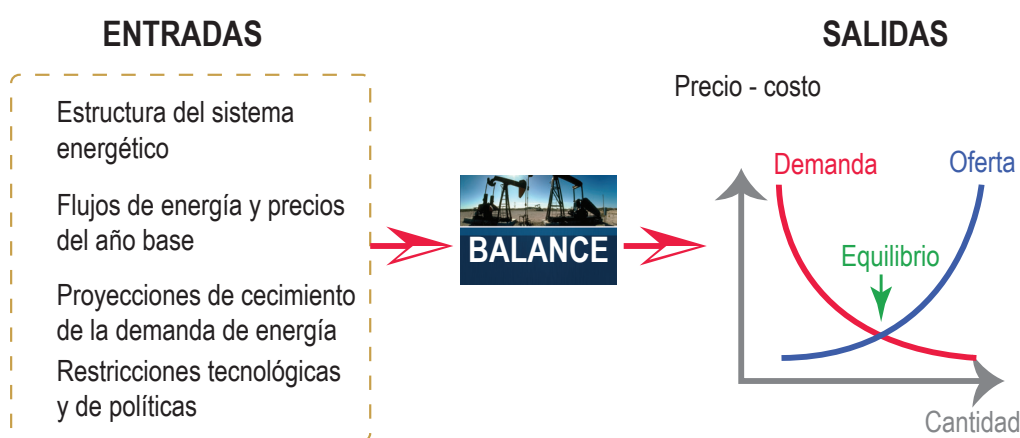 ENTRADAS
Estructura del sistema
energético
Flujos de energía y precios
del año base
Proyecciones de cecimiento
de la demanda de energía
Restricciones tecnológicas
y de políticas
BALANCE
SALIDAS
Precio - costo
Demanda
Oferta
Equilibrio
Cantidad